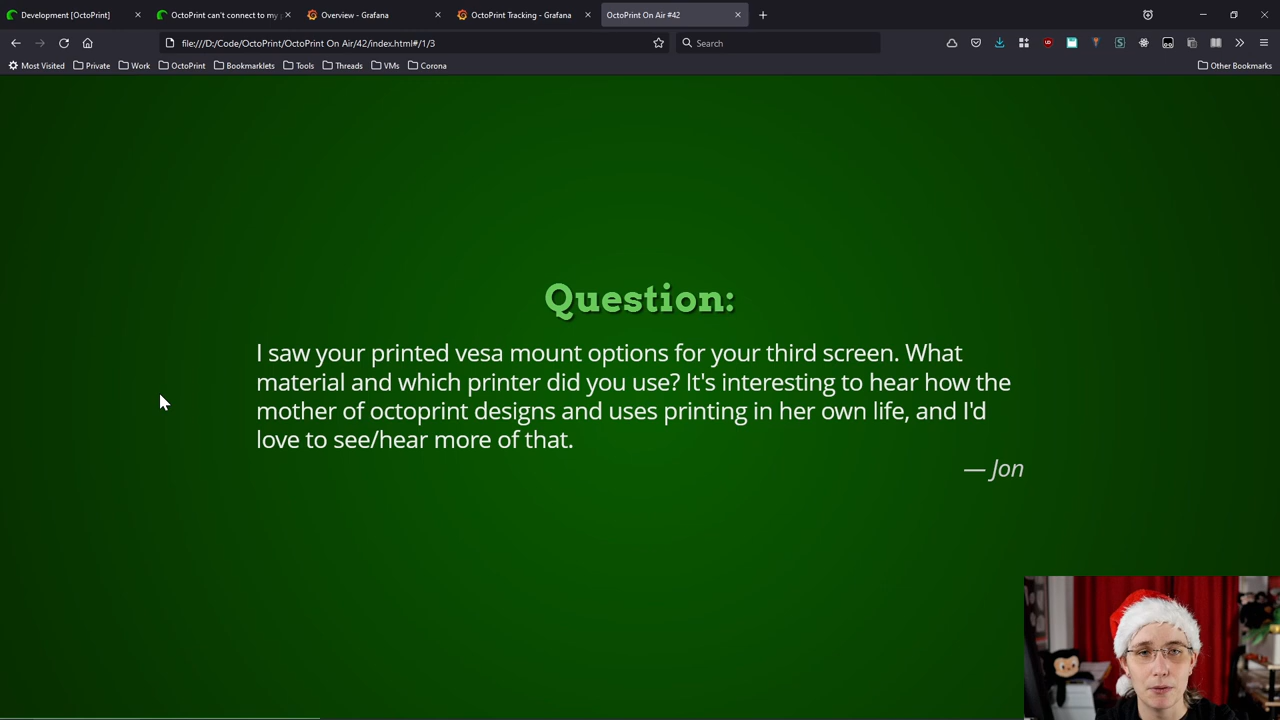 Development [OctoPrint]
OctoPrint can't connect to my
Overview - Grafana
OctoPrint Tracking - Grafana
OctoPrint On Air #42
file:///D:/Code/OctoPrint/OctoPrint On Air/42/index.html#/1/3
Search
Most Visited
Private
Work
OctoPrint
Bookmarklets
Tools
Threads
VMs
Corona
Other Bookmarks
Question:
I saw your printed vesa mount options for your third screen. What
material and which printer did you use? It's interesting to hear how the
mother of octoprint designs and uses printing in her own life, and I'd
love to see/hear more of that.
— Jon